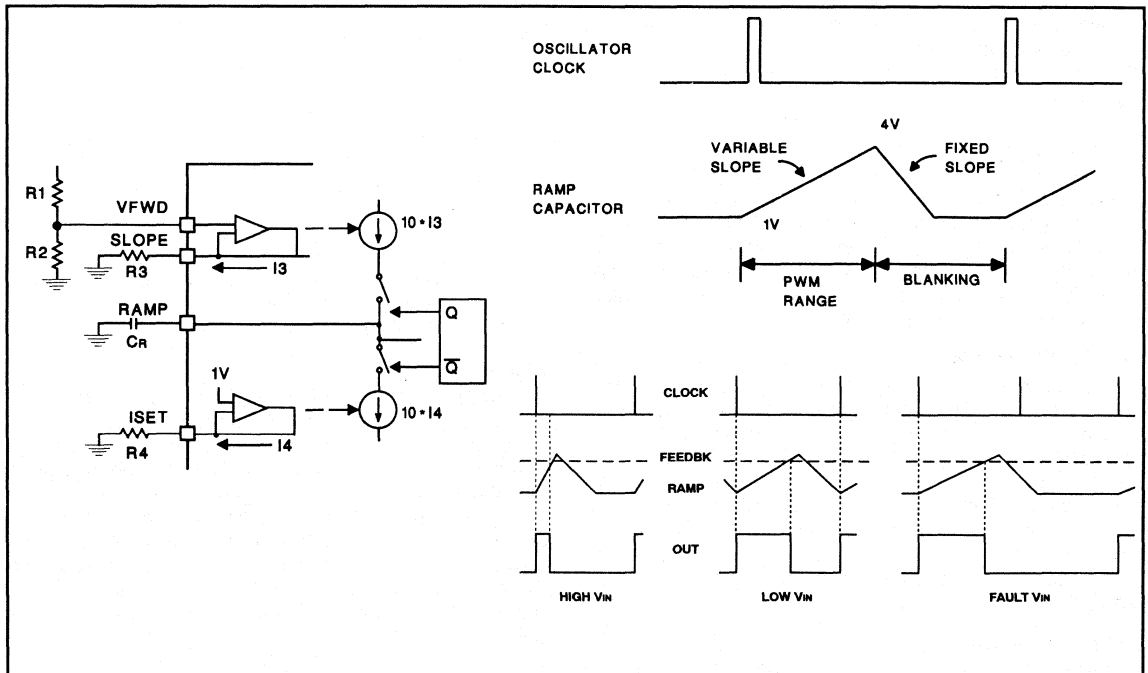 R1
VFWD
R2
SLOPE
R3
I3
10 * I3
RAMP
CR
Q
Q̅
1V
ISET
R4
I4
10 * I4
OSCILLATOR
CLOCK
4V
VARIABLE
SLOPE
FIXED
SLOPE
RAMP
CAPACITOR
1V
PWM
RANGE
BLANKING
CLOCK
FEEDBK
RAMP
OUT
HIGH VIN
LOW VIN
FAULT VIN